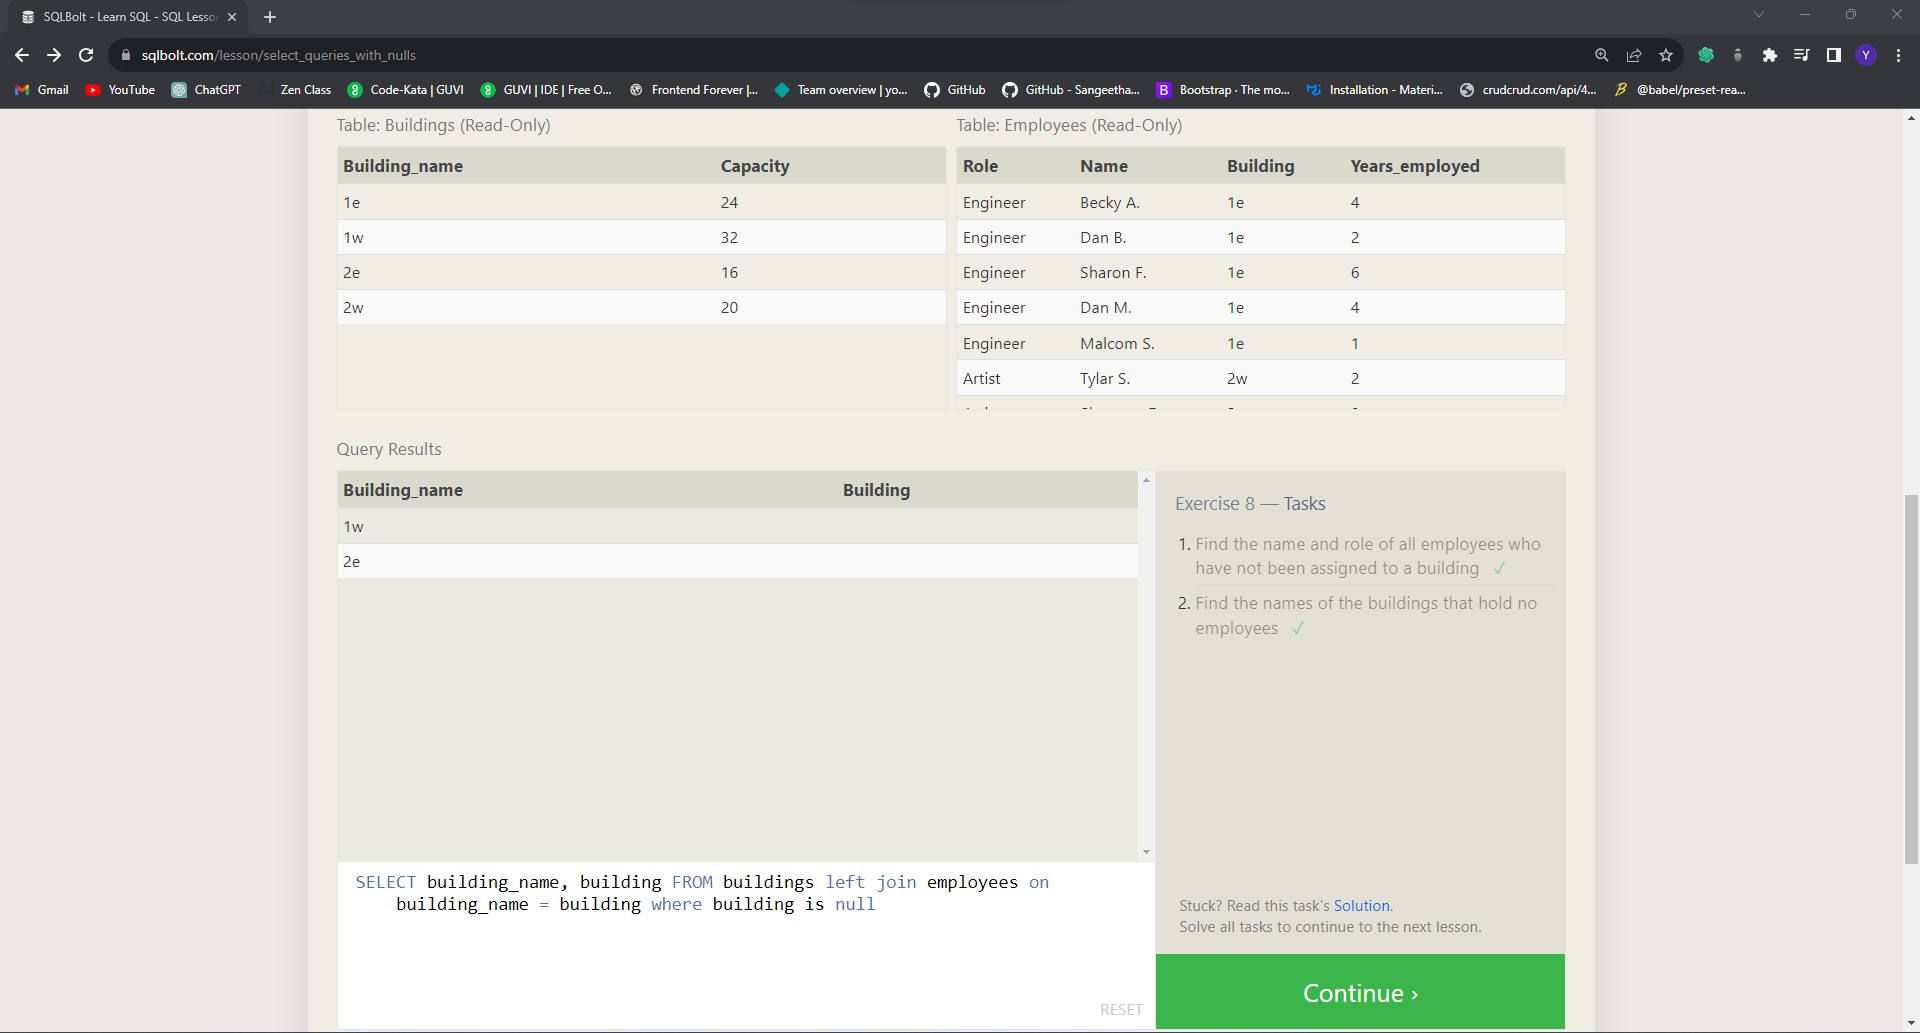 SQLBolt - Learn SQL - SQL Lesso
sqlbolt.com/lesson/select_queries_with_nulls
Y
Gmail YouTube ChatGPT Zen Class Code-Kata | GUVI GUVI | IDE | Free O... Frontend Forever |... Team overview | yo... GitHub GitHub - Sangeetha... Bootstrap · The mo... Installation - Materi... crudcrud.com/api/4... @babel/preset-rea...
Table: Buildings (Read-Only)
Building_name Capacity
1e 24
1w 32
2e 16
2w 20
Table: Employees (Read-Only)
Role Name Building Years_employed
Engineer Becky A. 1e 4
Engineer Dan B. 1e 2
Engineer Sharon F. 1e 6
Engineer Dan M. 1e 4
Engineer Malcom S. 1e 1
Artist Tylar S. 2w 2
Query Results
Building_name Building
1w
2e
Exercise 8 — Tasks
1. Find the name and role of all employees who
have not been assigned to a building ✓
2. Find the names of the buildings that hold no
employees ✓
SELECT building_name, building FROM buildings left join employees on
building_name = building where building is null
RESET
Stuck? Read this task's Solution.
Solve all tasks to continue to the next lesson.
Continue ›